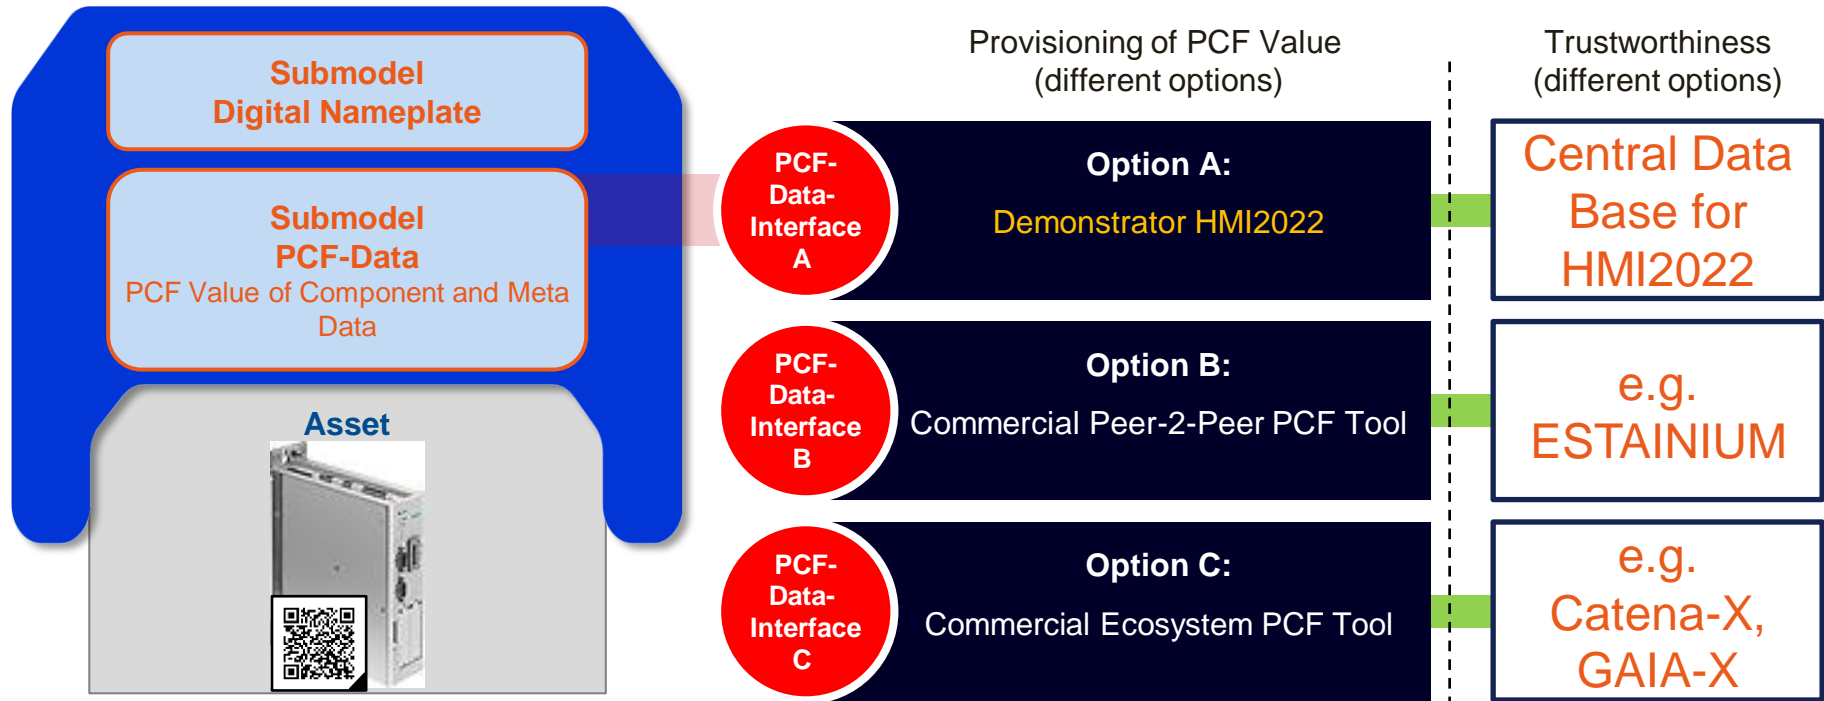 Submodel
Digital Nameplate
Submodel
PCF-Data
PCF Value of Component and Meta
Data
Asset
Provisioning of PCF Value
(different options)
Trustworthiness
(different options)
PCF-
Data-
Interface
A
Option A:
Demonstrator HMI2022
Central Data
Base for
HMI2022
PCF-
Data-
Interface
B
Option B:
Commercial Peer-2-Peer PCF Tool
e.g.
ESTAINIUM
PCF-
Data-
Interface
C
Option C:
Commercial Ecosystem PCF Tool
e.g.
Catena-X,
GAIA-X